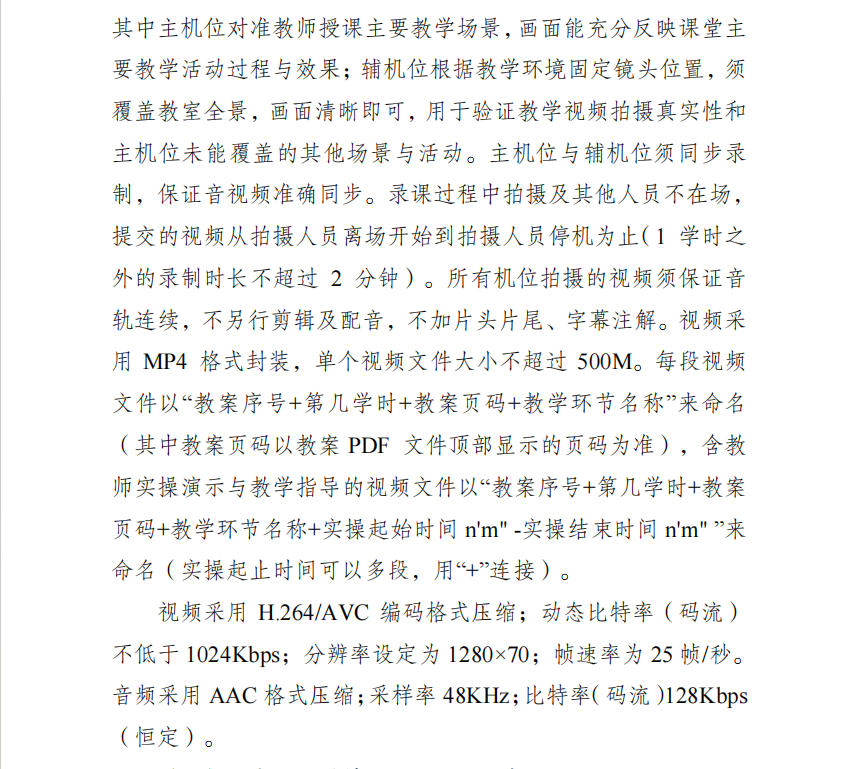 其中主机位对准教师授课主要教学场景，画面能充分反映课堂主
要教学活动过程与效果；辅机位根据教学环境固定镜头位置，须
覆盖教室全景，画面清晰即可，用于验证教学视频拍摄真实性和
主机位未能覆盖的其他场景与活动。主机位与辅机位须同步录
制，保证音视频准确同步。录课过程中拍摄及其他人员不在场，
提交的视频从拍摄人员离场开始到拍摄人员停机为止（1 学时之
外的录制时长不超过 2 分钟）。所有机位拍摄的视频须保证音
轨连续，不另行剪辑及配音，不加片头片尾、字幕注解。视频采
用 MP4 格式封装，单个视频文件大小不超过 500M。每段视频
文件以“教案序号+第几学时+教案页码+教学环节名称”来命名
（其中教案页码以教案 PDF 文件顶部显示的页码为准），含教
师实操演示与教学指导的视频文件以“教案序号+第几学时+教案
页码+教学环节名称+实操起始时间 n'm" -实操结束时间 n'm" ”来
命名（实操起止时间可以多段，用“+”连接）。
视频采用 H.264/AVC 编码格式压缩；动态比特率（码流）
不低于 1024Kbps；分辨率设定为 1280×70；帧速率为 25 帧/秒。
音频采用 AAC 格式压缩；采样率 48KHz；比特率（码流）128Kbps
（恒定）。